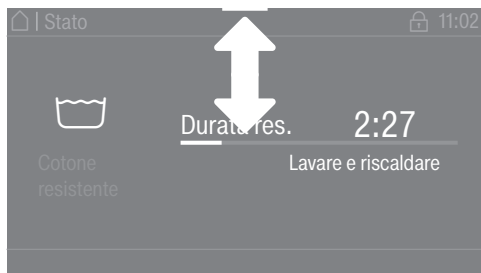 | Stato 11:02
Durata res. 2:27
Cotone Lavare e riscaldare
resistente